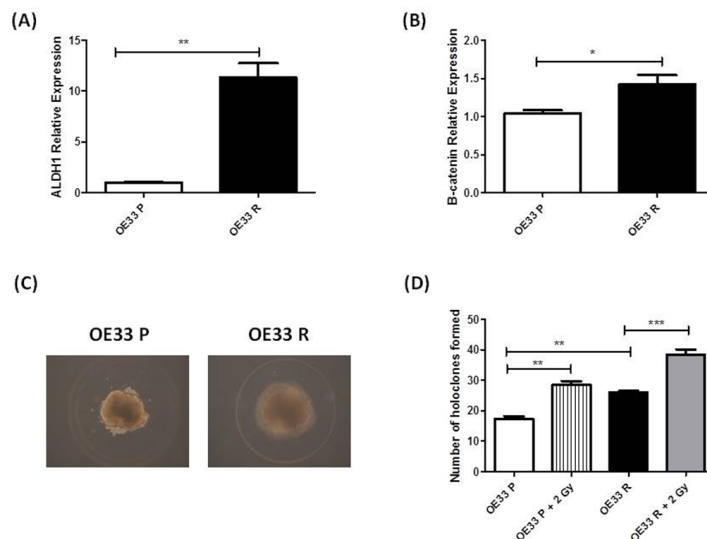 (A)
ALDH1 Relative Expression
15
10
5
0
**
OE33 P
OE33 R
(B)
B-catenin Relative Expression
2.0
1.5
1.0
0.5
0.0
*
OE33 P
OE33 R
(C)
OE33 P
OE33 R
(D)
Number of holoclones formed
50
40
30
20
10
0
**
**
***
OE33 P
OE33 P + 2 Gy
OE33 R
OE33 R + 2 Gy